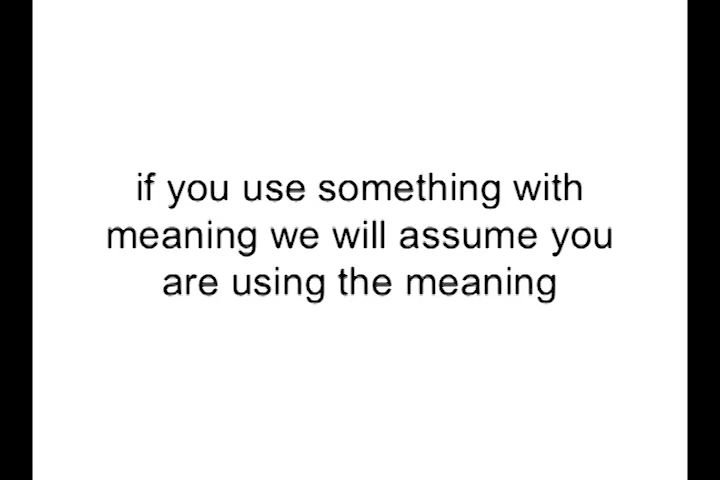 if you use something with
meaning we will assume you
are using the meaning